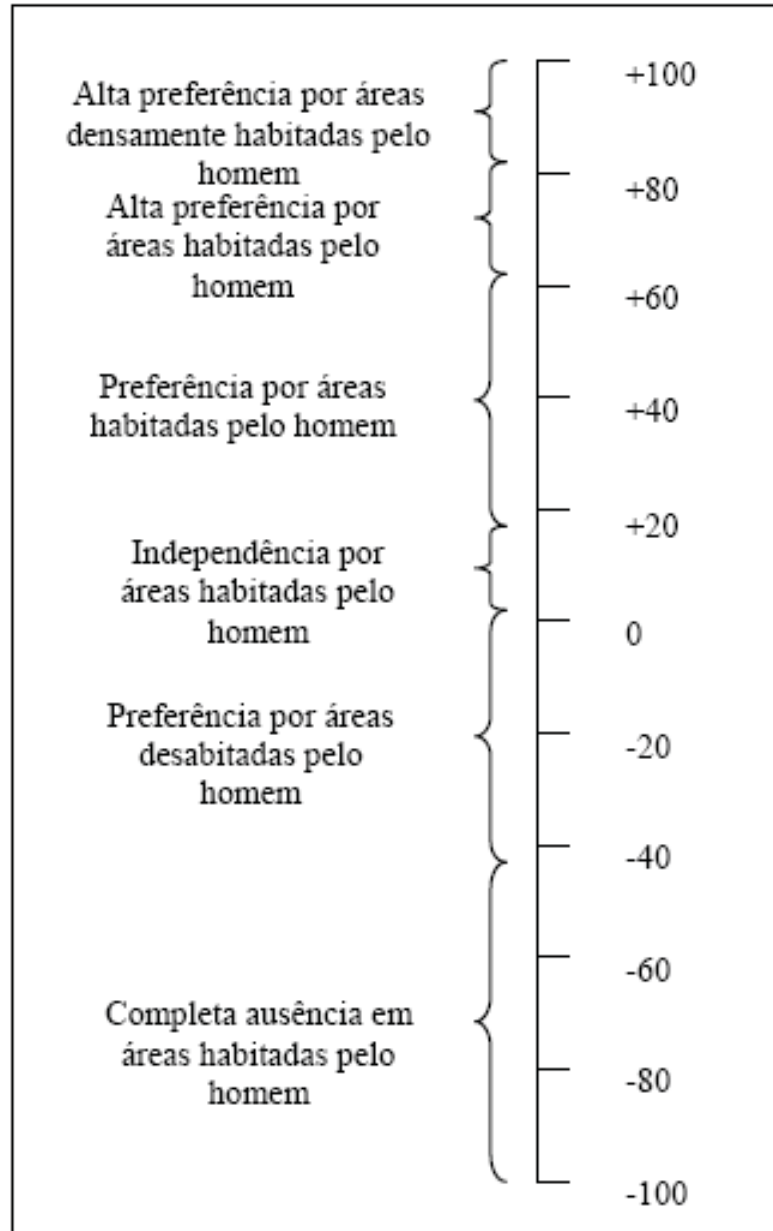 Alta preferência por áreas
densamente habitadas pelo
homem
Alta preferência por
áreas habitadas pelo
homem
Preferência por áreas
habitadas pelo homem
Independência por
áreas habitadas pelo
homem
Preferência por áreas
desabitadas pelo
homem
Completa ausência em
áreas habitadas pelo
homem
+100
+80
+60
+40
+20
0
-20
-40
-60
-80
-100